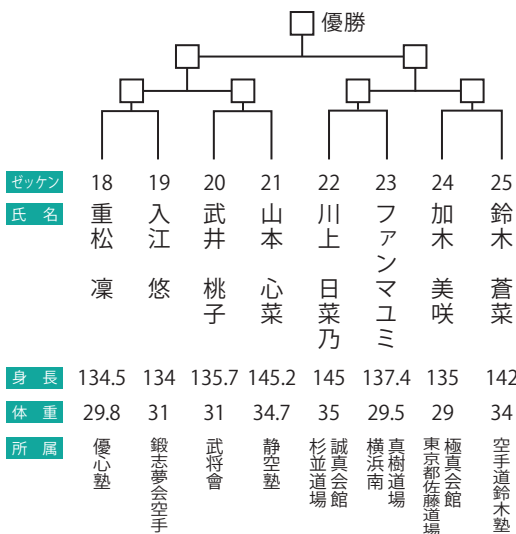 優勝
ゼッケン 18 19 20 21 22 23 24 25
氏 名
重松 凜
入江 悠
武井 桃子
山本 心菜
川上 日菜乃
ファンマユミ
加木 美咲
鈴木 蒼菜
身 長 134.5 134 135.7 145.2 145 137.4 135 142
体 重 29.8 31 31 34.7 35 29.5 29 34
所 属
優心塾
鍛志夢会空手
武将會
静空塾
誠真会館
杉並道場
真樹道場
横浜南
極真会館
東京都佐藤道場
空手道鈴木塾